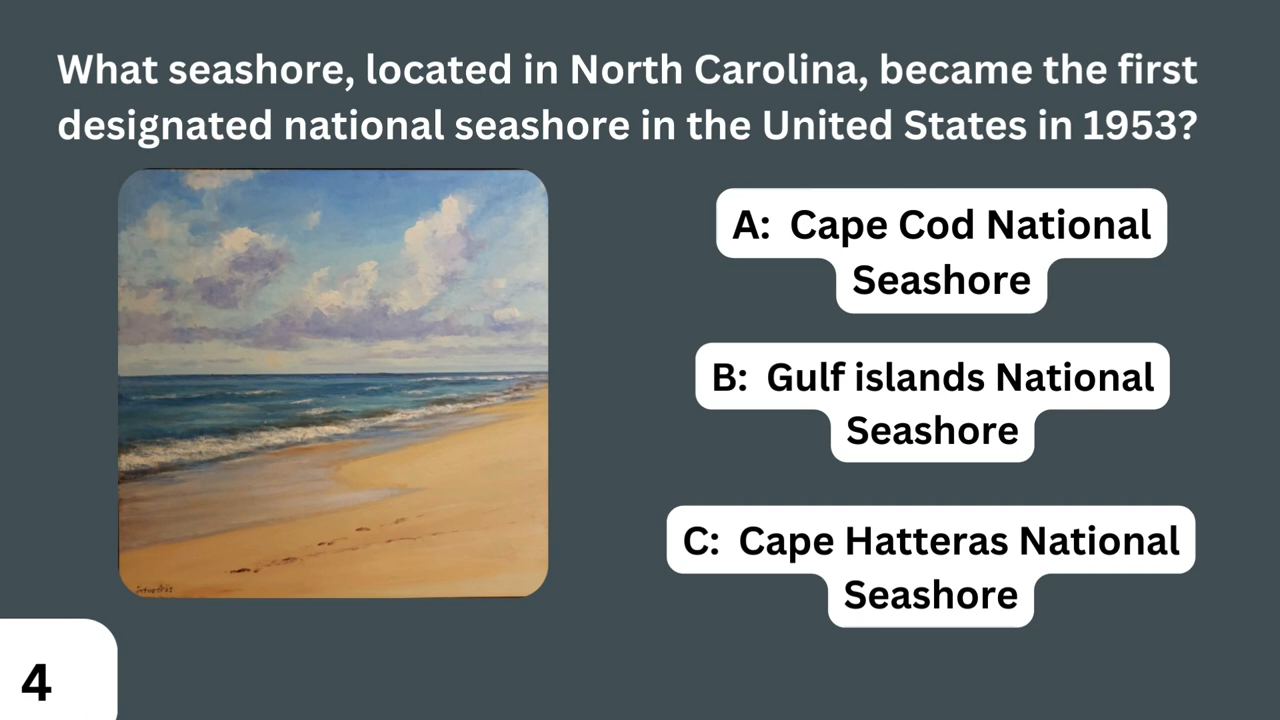 What seashore, located in North Carolina, became the first
designated national seashore in the United States in 1953?
A: Cape Cod National
Seashore
B: Gulf islands National
Seashore
C: Cape Hatteras National
Seashore
4